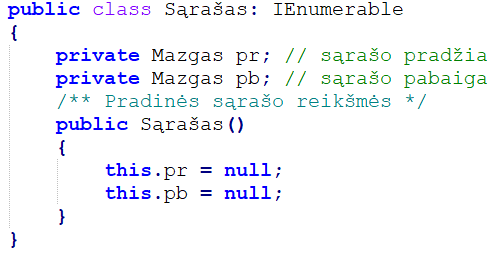 public class Sąrašas: IEnumerable
{
    private Mazgas pr; // sąrašo pradžia
    private Mazgas pb; // sąrašo pabaiga
    /** Pradinės sąrašo reikšmės */
    public Sąrašas()
    {
        this.pr = null;
        this.pb = null;
    }
}